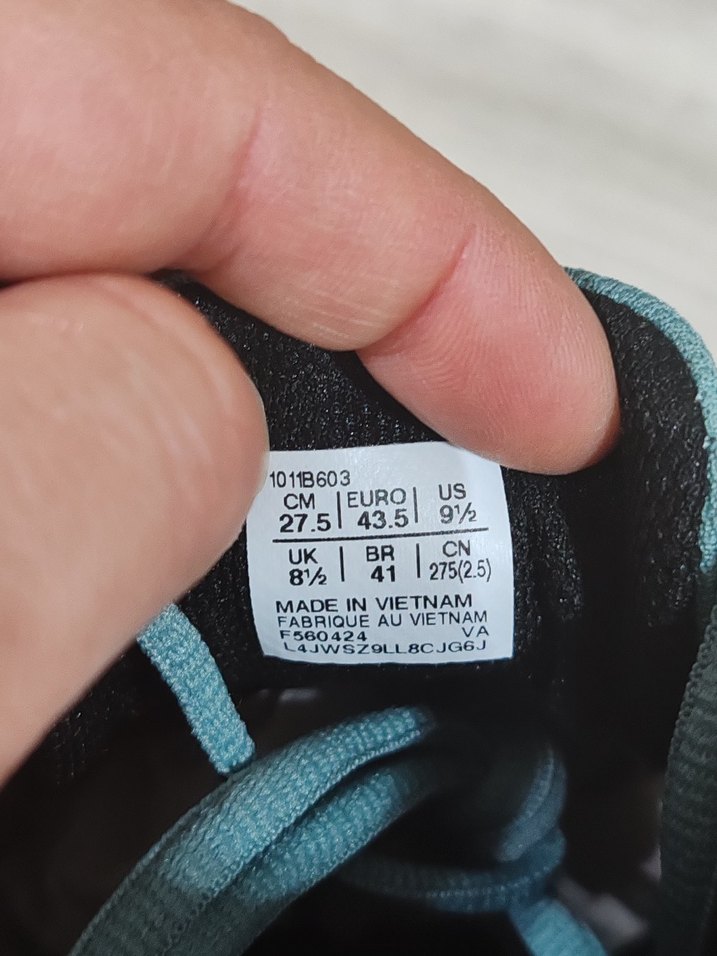 1011B603
CM EURO US
27.5 43.5 9½
UK BR CN
8½ 41 275(2.5)
MADE IN VIETNAM
FABRIQUE AU VIETNAM
F560424 VA
L4JWSZ9LL8CJG6J